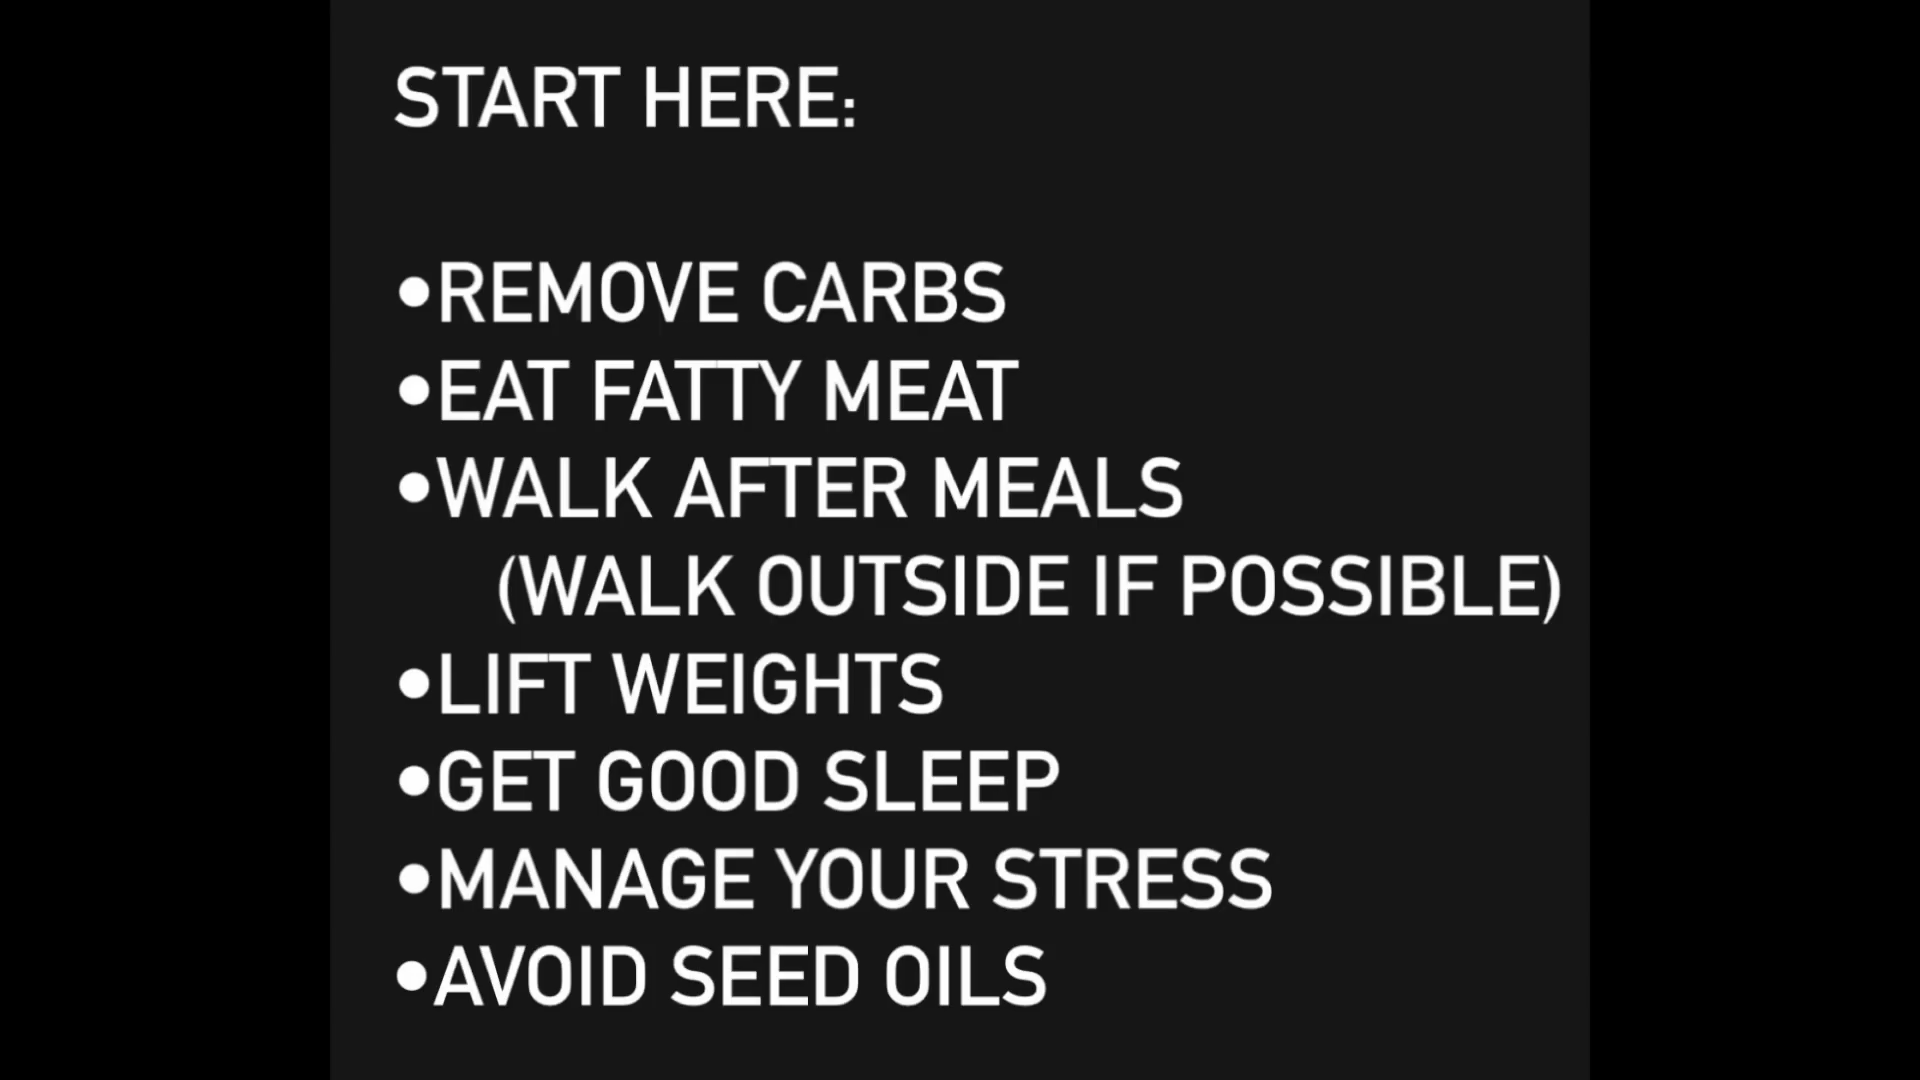 START HERE:
•REMOVE CARBS
•EAT FATTY MEAT
•WALK AFTER MEALS
(WALK OUTSIDE IF POSSIBLE)
•LIFT WEIGHTS
•GET GOOD SLEEP
•MANAGE YOUR STRESS
•AVOID SEED OILS